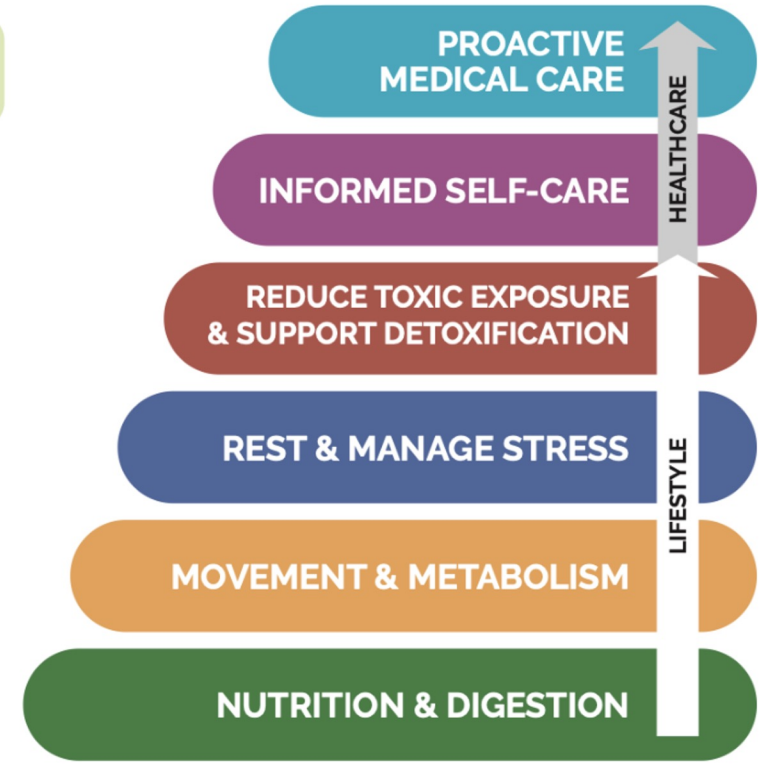 PROACTIVE
MEDICAL CARE
HEALTHCARE
INFORMED SELF-CARE
REDUCE TOXIC EXPOSURE
& SUPPORT DETOXIFICATION
REST & MANAGE STRESS
LIFESTYLE
MOVEMENT & METABOLISM
NUTRITION & DIGESTION